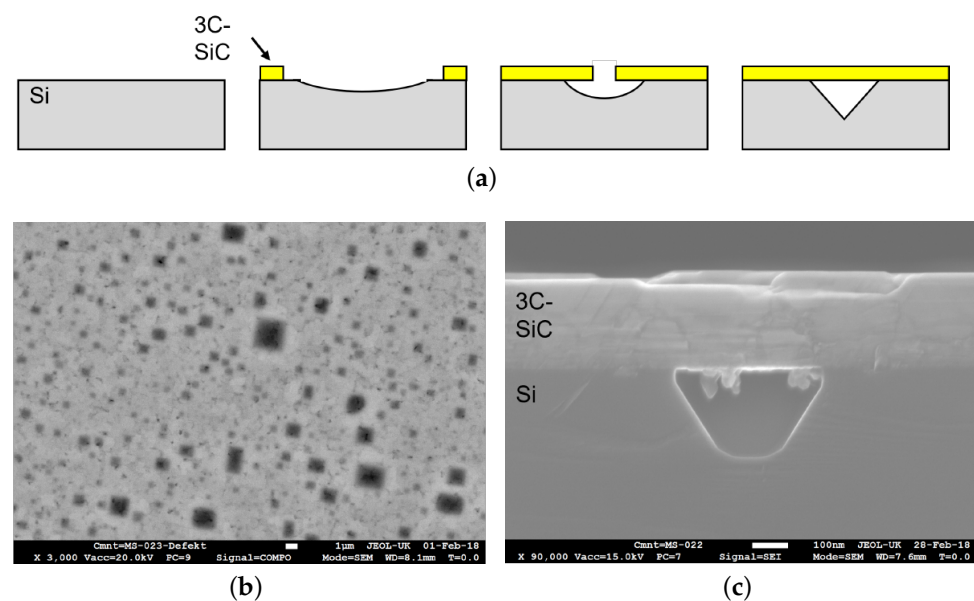 3C-
SiC
Si
(a)
3C-
SiC
Si
Cmnt=MS-023-Defekt 1µm JEOL-UK 01-Feb-18
X 3,000 Vacc=20.0kV PC=9 Signal=COMPO Mode=SEM WD=8.1mm T=0.0
Cmnt=MS-022 100nm JEOL-UK 28-Feb-18
X 90,000 Vacc=15.0kV PC=7 Signal=SEI Mode=SEM WD=7.6mm T=0.0
(b) (c)